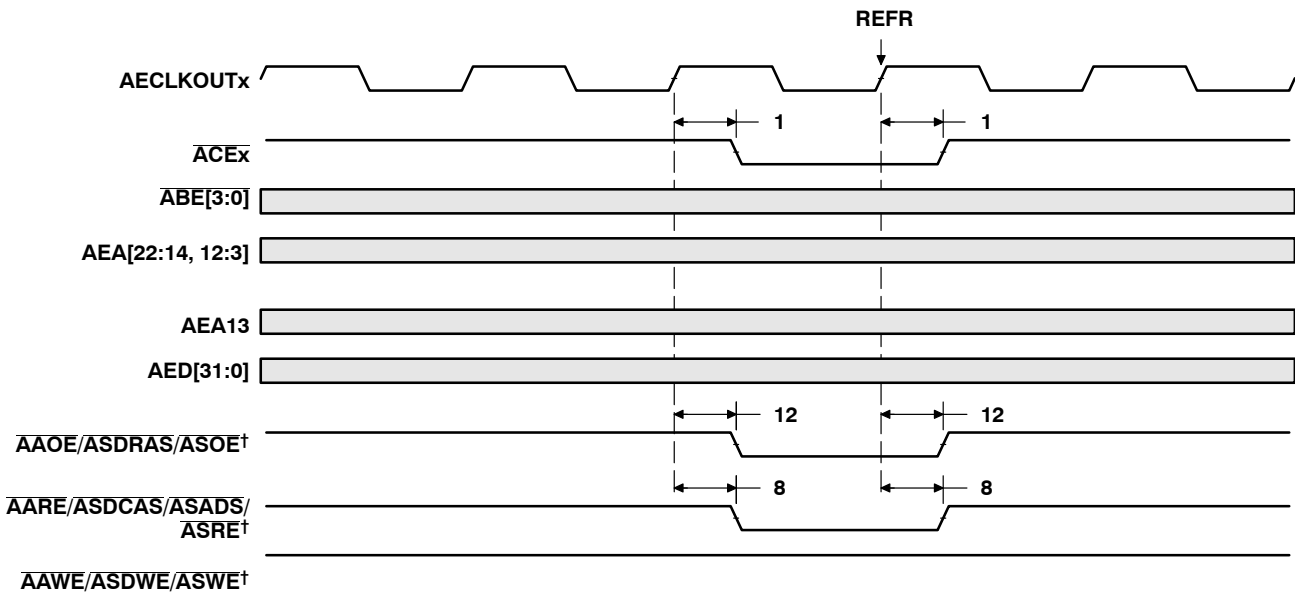 REFR
AECLKOUTx
1 1
ACEx
ABE[3:0]
AEA[22:14, 12:3]
AEA13
AED[31:0]
12 12
AAOE/ASDRAS/ASOE†
8 8
AARE/ASDCAS/ASADS/
ASRE†
AAWE/ASDWE/ASWE†